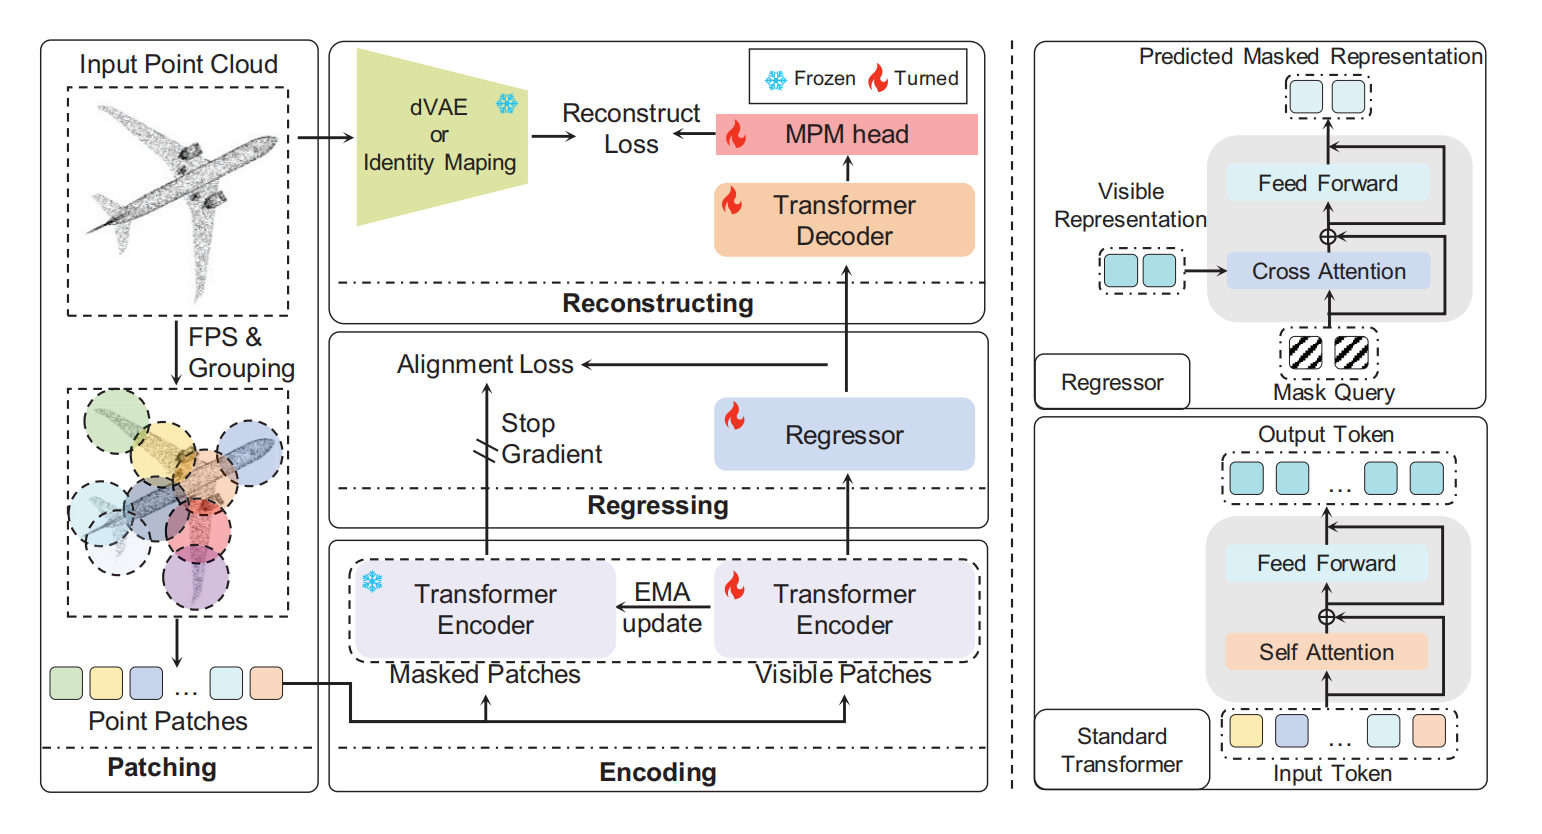 Input Point Cloud
FPS &
Grouping
...
Point Patches
Patching
dVAE
or
Identity Maping
Reconstruct
Loss
Frozen
Turned
MPM head
Transformer
Decoder
Reconstructing
Alignment Loss
Stop
Gradient
Regressor
Regressing
Transformer
Encoder
EMA
update
Transformer
Encoder
Masked Patches
Visible Patches
Encoding
Predicted Masked Representation
Feed Forward
Visible
Representation
Cross Attention
Mask Query
Regressor
Output Token
...
Feed Forward
Self Attention
...
Input Token
Standard
Transformer